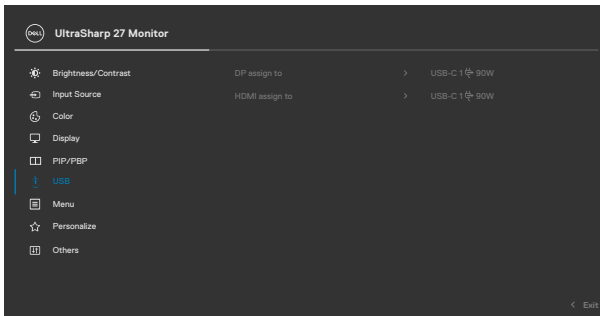 DELL UltraSharp 27 Monitor
Brightness/Contrast DP assign to > USB-C 1 90W
Input Source HDMI assign to > USB-C 1 90W
Color
Display
PIP/PBP
USB
Menu
Personalize
Others
< Exit